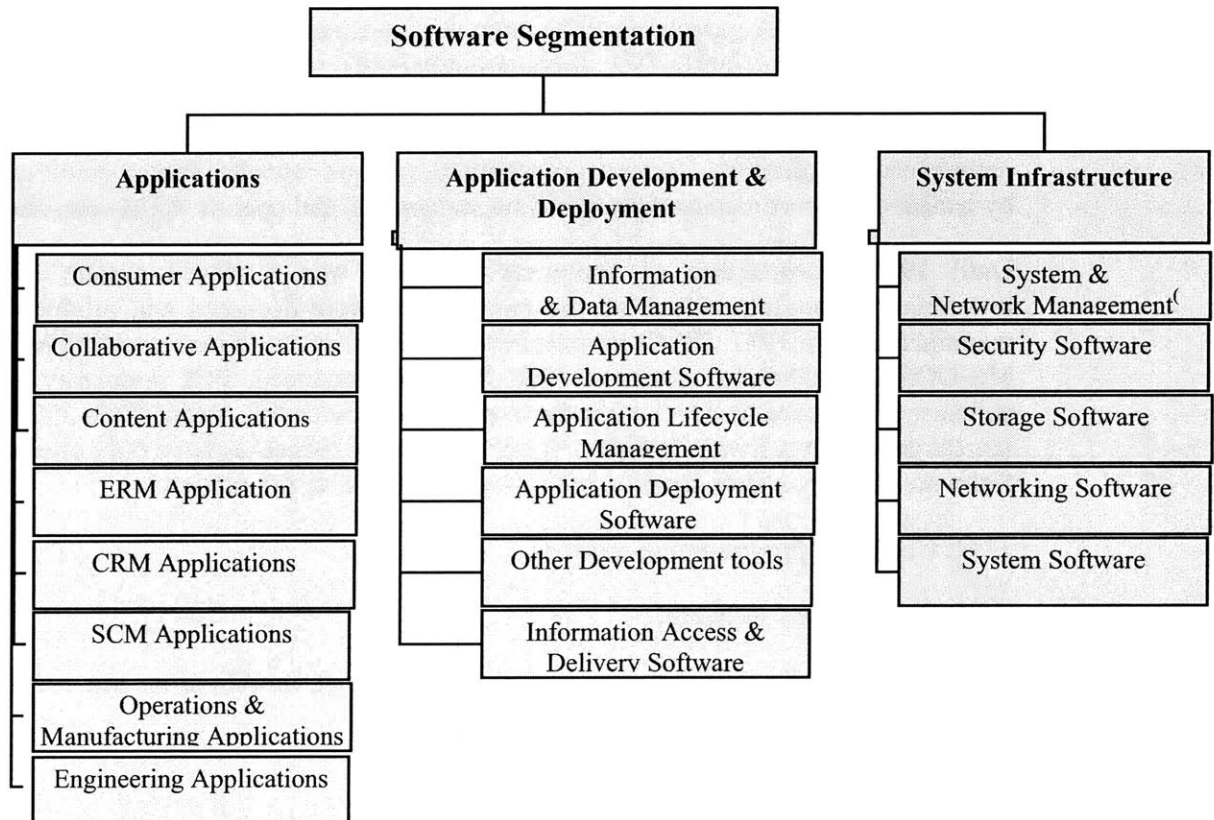 Software Segmentation
Applications
Consumer Applications
Collaborative Applications
Content Applications
ERM Application
CRM Applications
SCM Applications
Operations &
Manufacturing Applications
Engineering Applications
Application Development &
Deployment
Information
& Data Management
Application
Development Software
Application Lifecycle
Management
Application Deployment
Software
Other Development tools
Information Access &
Delivery Software
System Infrastructure
System &
Network Management(
Security Software
Storage Software
Networking Software
System Software